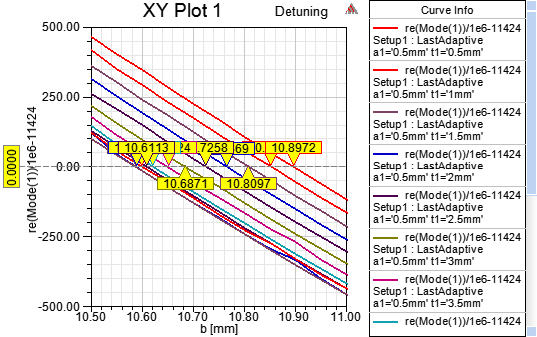 XY Plot 1
Detuning
500.00
250.00
0.00
-250.00
-500.00
re(Mode(1))/1e6-11424
0.0000
10.6113
24
7258
69
0
10.8972
10.6871
10.8097
10.50
10.60
10.70
10.80
10.90
11.00
b [mm]
Curve Info
re(Mode(1))/1e6-11424
Setup1 : LastAdaptive
a1='0.5mm' t1='0.5mm'
re(Mode(1))/1e6-11424
Setup1 : LastAdaptive
a1='0.5mm' t1='1mm'
re(Mode(1))/1e6-11424
Setup1 : LastAdaptive
a1='0.5mm' t1='1.5mm'
re(Mode(1))/1e6-11424
Setup1 : LastAdaptive
a1='0.5mm' t1='2mm'
re(Mode(1))/1e6-11424
Setup1 : LastAdaptive
a1='0.5mm' t1='2.5mm'
re(Mode(1))/1e6-11424
Setup1 : LastAdaptive
a1='0.5mm' t1='3mm'
re(Mode(1))/1e6-11424
Setup1 : LastAdaptive
a1='0.5mm' t1='3.5mm'
re(Mode(1))/1e6-11424